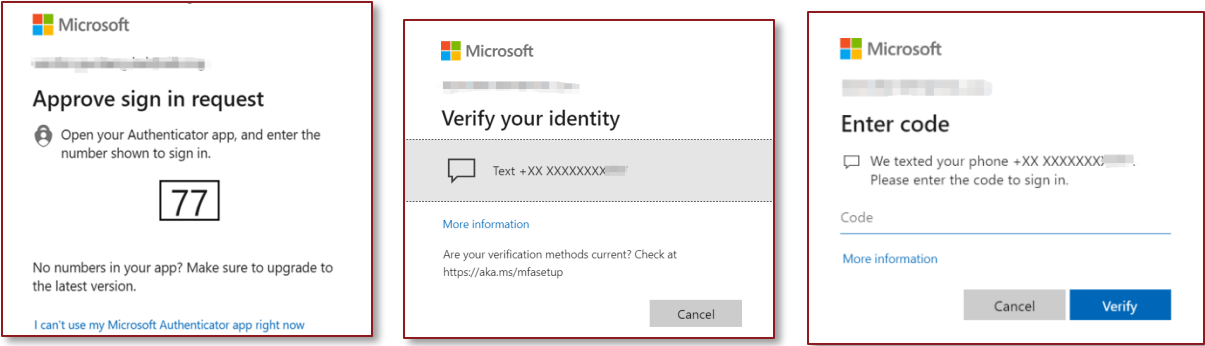 Microsoft
Approve sign in request
Open your Authenticator app, and enter the
number shown to sign in.
77
No numbers in your app? Make sure to upgrade to
the latest version.
I can't use my Microsoft Authenticator app right now
Microsoft
Verify your identity
Text +XX XXXXXXXX
More information
Are your verification methods current? Check at
https://aka.ms/mfasetup
Cancel
Microsoft
Enter code
We texted your phone +XX XXXXXXX
Please enter the code to sign in.
Code
More information
Cancel
Verify